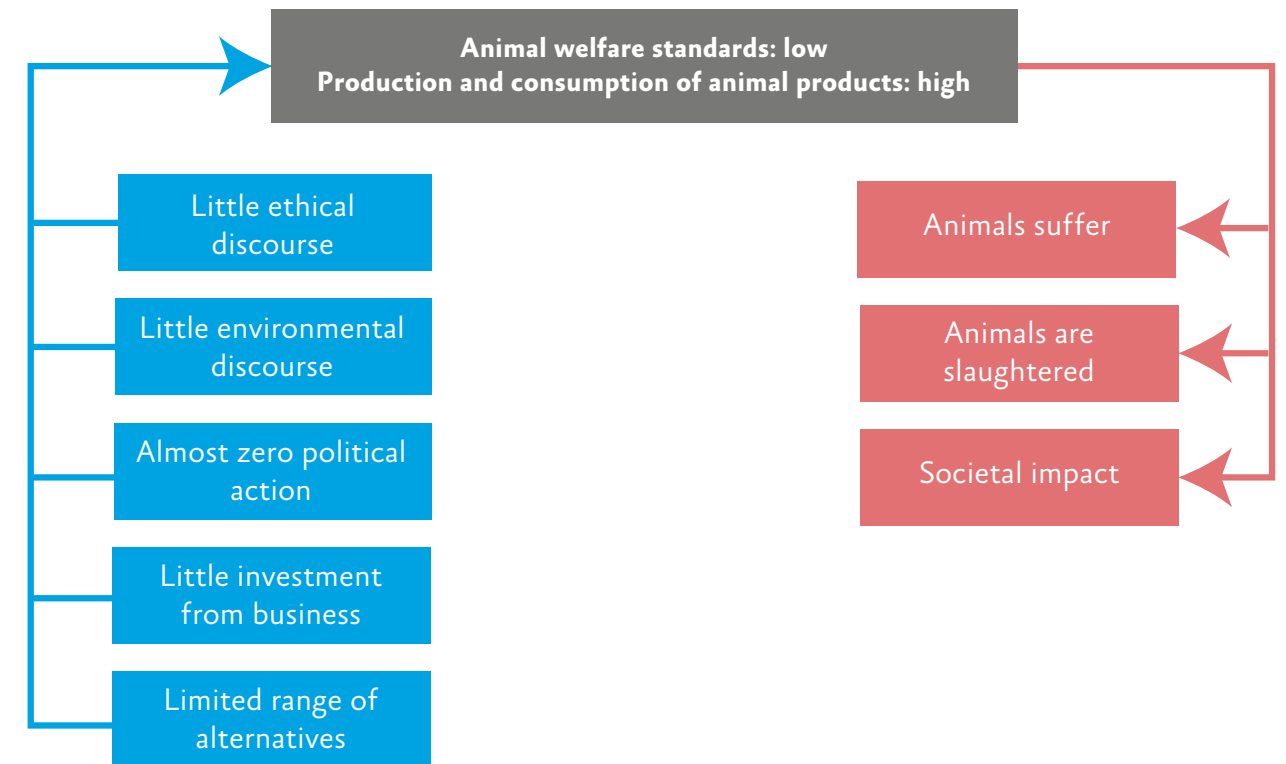 Animal welfare standards: low
Production and consumption of animal products: high
Little ethical
discourse
Little environmental
discourse
Almost zero political
action
Little investment
from business
Limited range of
alternatives
Animals suffer
Animals are
slaughtered
Societal impact